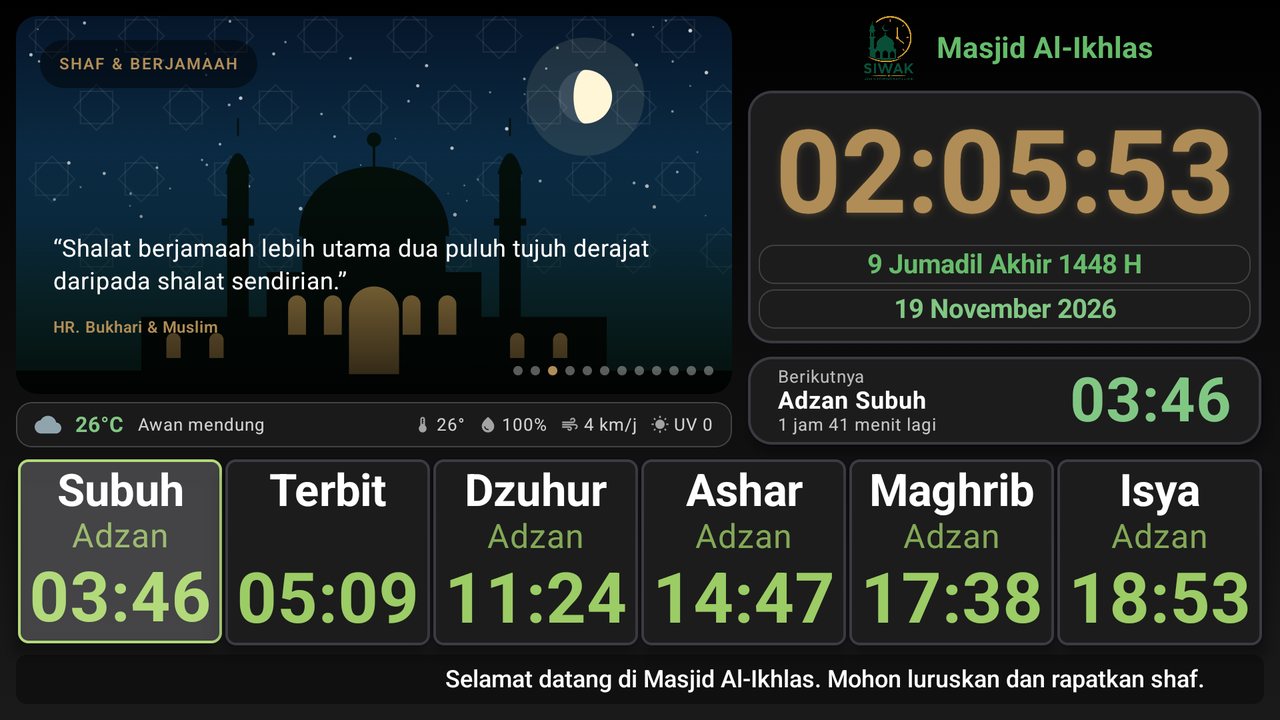 SHAF & BERJAMAAH
“Shalat berjamaah lebih utama dua puluh tujuh derajat
daripada shalat sendirian.”
HR. Bukhari & Muslim
SIWAK
Masjid Al-Ikhlas
02:05:53
9 Jumadil Akhir 1448 H
19 November 2026
Berikutnya
Adzan Subuh
1 jam 41 menit lagi
03:46
26°C Awan mendung 26° 100% 4 km/j UV 0
Subuh
Adzan
03:46
Terbit
05:09
Dzuhur
Adzan
11:24
Ashar
Adzan
14:47
Maghrib
Adzan
17:38
Isya
Adzan
18:53
Selamat datang di Masjid Al-Ikhlas. Mohon luruskan dan rapatkan shaf.